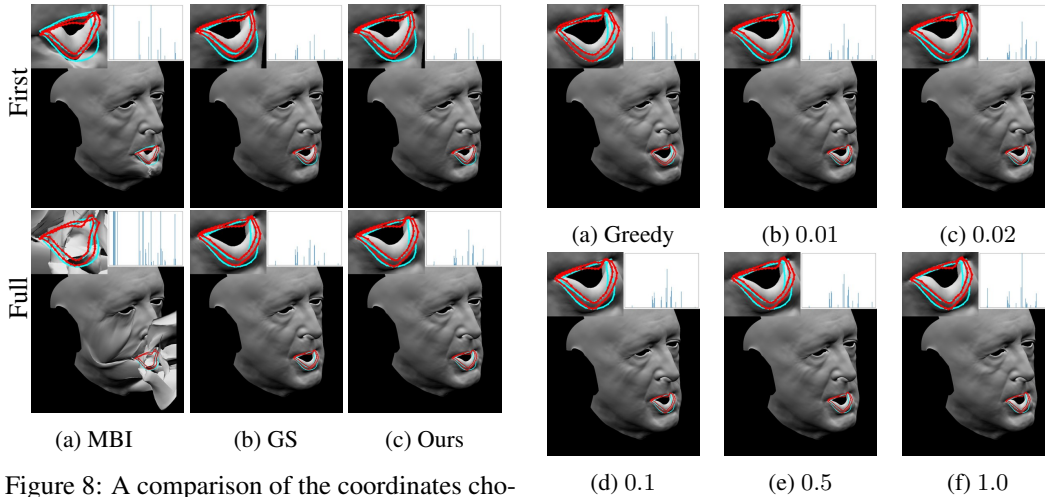 First
Full
(a) MBI
(b) GS
(c) Ours
Figure 8: A comparison of the coordinates cho-
(a) Greedy
(b) 0.01
(c) 0.02
(d) 0.1
(e) 0.5
(f) 1.0